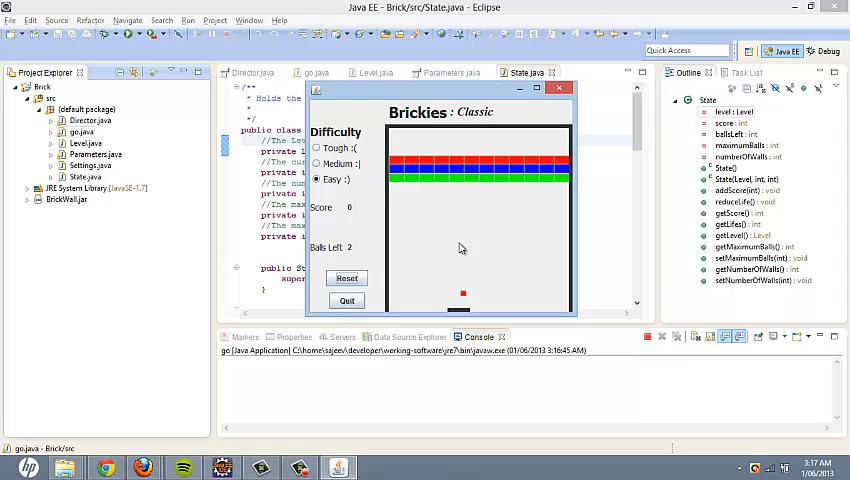 Java EE - Brick/src/State.java - Eclipse
File Edit Source Refactor Navigate Search Run Project Window Help
Quick Access
Java EE
Debug
Project Explorer
Director.java
go.java
Level.java
Parameters.java
State.java
Outline
Task List
Brick
src
(default package)
Director.java
go.java
Level.java
Parameters.java
Settings.java
State.java
JRE System Library [JavaSE-1.7]
BrickWall.jar
/**
* Holds the
*
*/
public class
//The Lev
private L
//The cur
private i
//The num
private i
//The max
private i
//The max
private i
public St
super
}
Brickies : Classic
Difficulty
Tough :(
Medium :|
Easy :)
Score 0
Balls Left 2
Reset
Quit
State
level : Level
score : int
ballsLeft : int
maximumBalls : int
numberOfWalls : int
State()
State(Level, int, int)
addScore(int) : void
reduceLife() : void
getScore() : int
getLifes() : int
getLevel() : Level
getMaximumBalls() : int
setMaximumBalls(int) : void
getNumberOfWalls() : int
setNumberOfWalls(int) : void
Markers
Properties
Servers
Data Source Explorer
Console
go [Java Application] C:\home\sajeev\developer\working-software\jre7\bin\javaw.exe (01/06/2013 3:16:45 AM)
go.java - Brick/src
hp
3:17 AM
1/06/2013